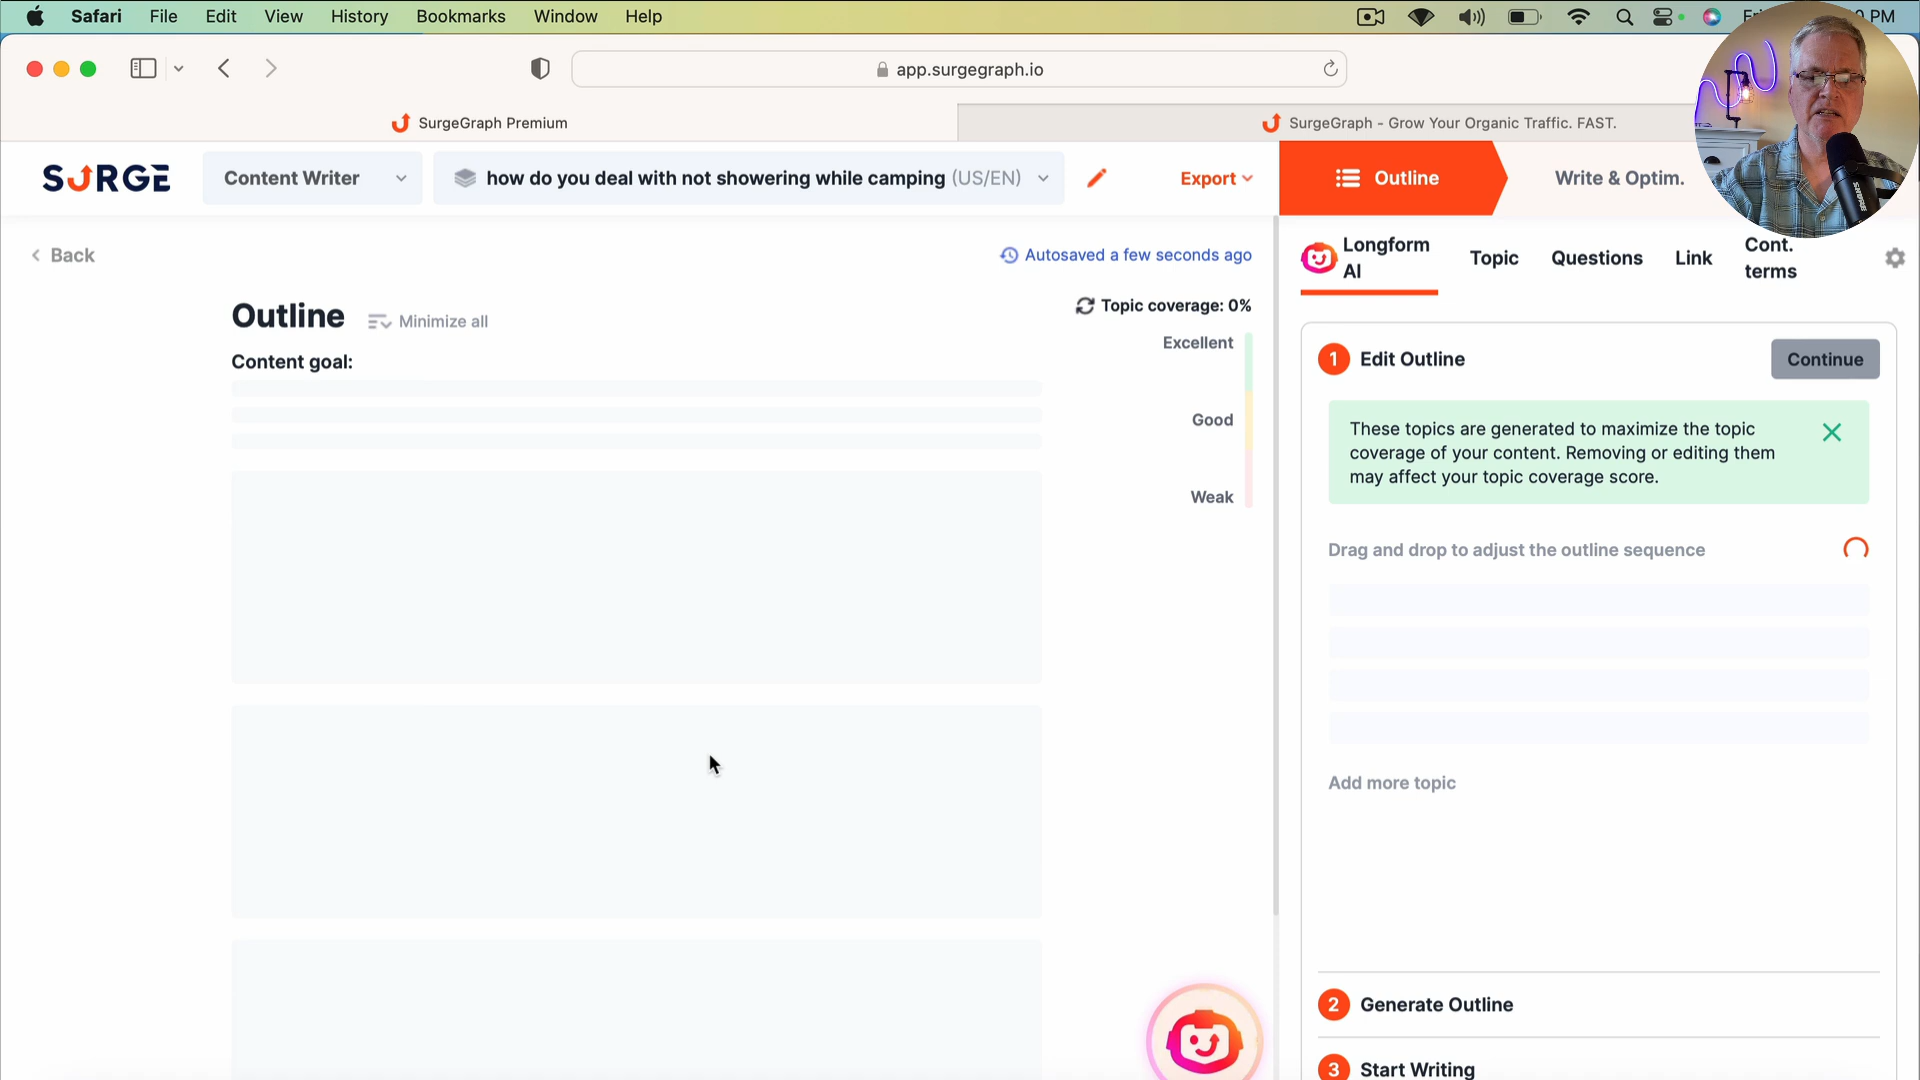 Safari File Edit View History Bookmarks Window Help
PM
app.surgegraph.io
SurgeGraph Premium
SurgeGraph - Grow Your Organic Traffic. FAST.
SURGE
Content Writer
how do you deal with not showering while camping (US/EN)
Export
Outline
Write & Optim.
Back
Autosaved a few seconds ago
Outline
Minimize all
Topic coverage: 0%
Content goal:
Excellent
Good
Weak
Longform
AI
Topic
Questions
Link
Cont.
terms
1 Edit Outline
Continue
These topics are generated to maximize the topic
coverage of your content. Removing or editing them
may affect your topic coverage score.
Drag and drop to adjust the outline sequence
Add more topic
2 Generate Outline
3 Start Writing